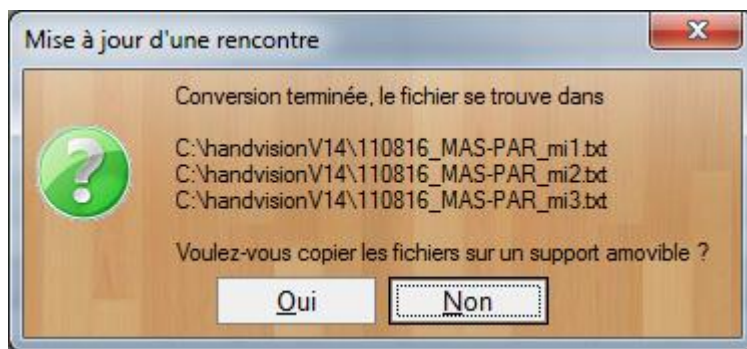 Mise à jour d'une rencontre
Conversion terminée, le fichier se trouve dans
C:\handvisionV14\110816_MAS-PAR_mi1.txt
C:\handvisionV14\110816_MAS-PAR_mi2.txt
C:\handvisionV14\110816_MAS-PAR_mi3.txt
Voulez-vous copier les fichiers sur un support amovible ?
Oui Non